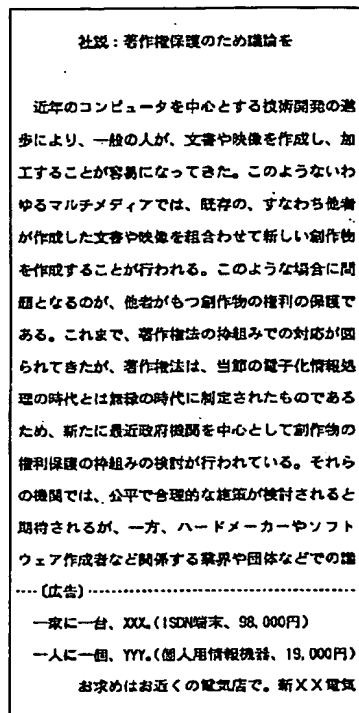 社説：著作権保護のため議論を
近年のコンピュータを中心とする技術開発の進
歩により、一般の人が、文書や映像を作成し、加
工することが容易になってきた。このようないわ
ゆるマルチメディアでは、既存の、すなわち他者
が作成した文書や映像を組合わせて新しい創作物
を作成することが行われる。このような場合に問
題となるのが、他者がもつ創作物の権利の保護で
ある。これまで、著作権法の枠組みでの対応が図
られてきたが、著作権法は、当節の電子化情報処
理の時代とは無縁の時代に制定されたものである
ため、新たに最近政府機関を中心として創作物の
権利保護の枠組みの検討が行われている。それら
の機関では、公平で合理的な施策が検討されると
期待されるが、一方、ハードメーカーやソフト
ウェア作成者など関係する業界や団体などでの議
‥‥〔広告〕‥‥‥‥‥‥‥‥‥‥‥‥‥‥‥‥
一家に一台、XXX。(ISDN端末、98,000円)
一人に一個、YYY。(個人用情報機器、19,000円)
お求めはお近くの電気店で。新ＸＸ電気